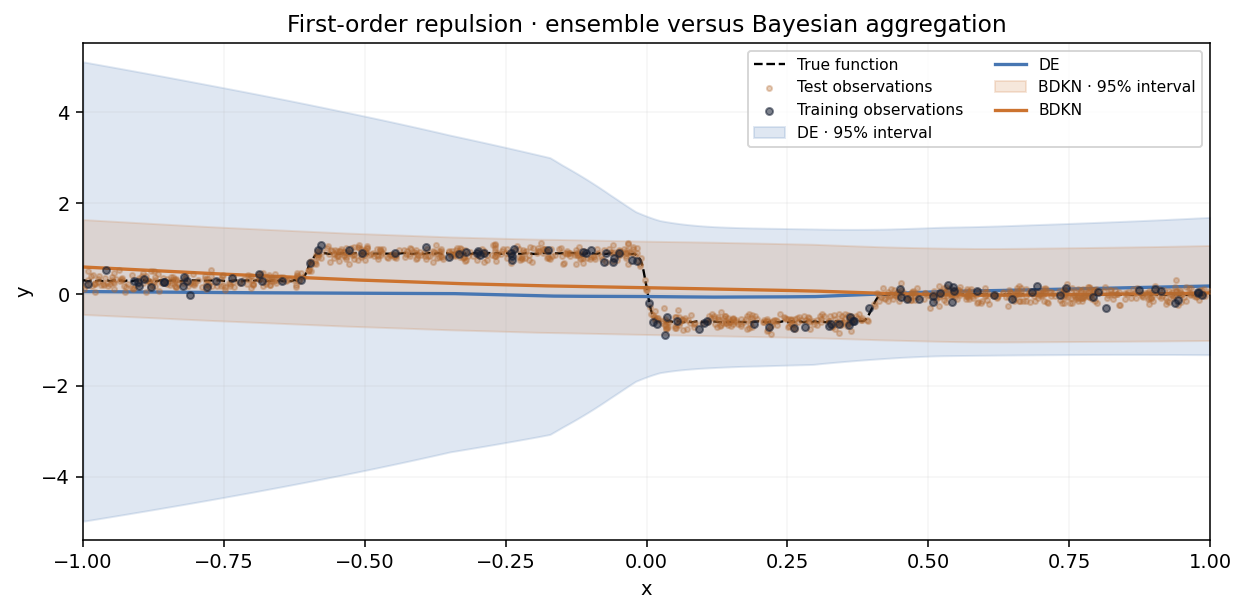 First-order repulsion · ensemble versus Bayesian aggregation
True function
Test observations
Training observations
DE · 95% interval
DE
BDKN · 95% interval
BDKN
y
4
2
0
−2
−4
−1.00 −0.75 −0.50 −0.25 0.00 0.25 0.50 0.75 1.00
x